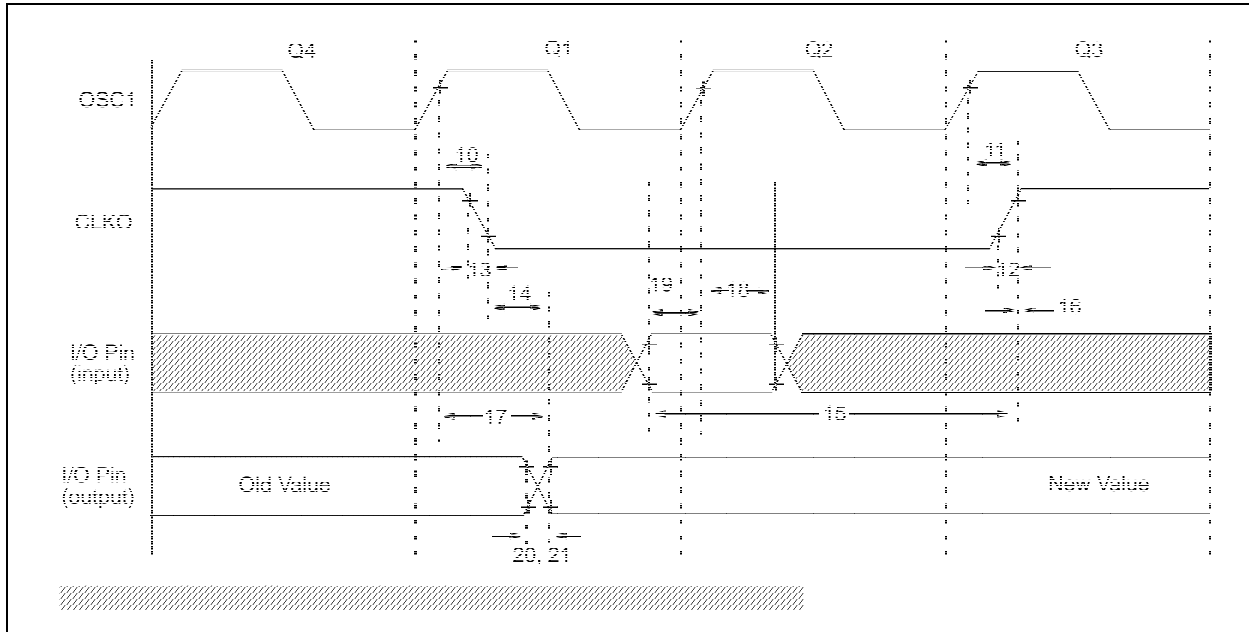 Q4 Q1 Q2 Q3
OSC1
10 11
CLKO
13 12
14 19 18 16
I/O Pin
(input)
17 15
I/O Pin
(output)
Old Value New Value
20, 21